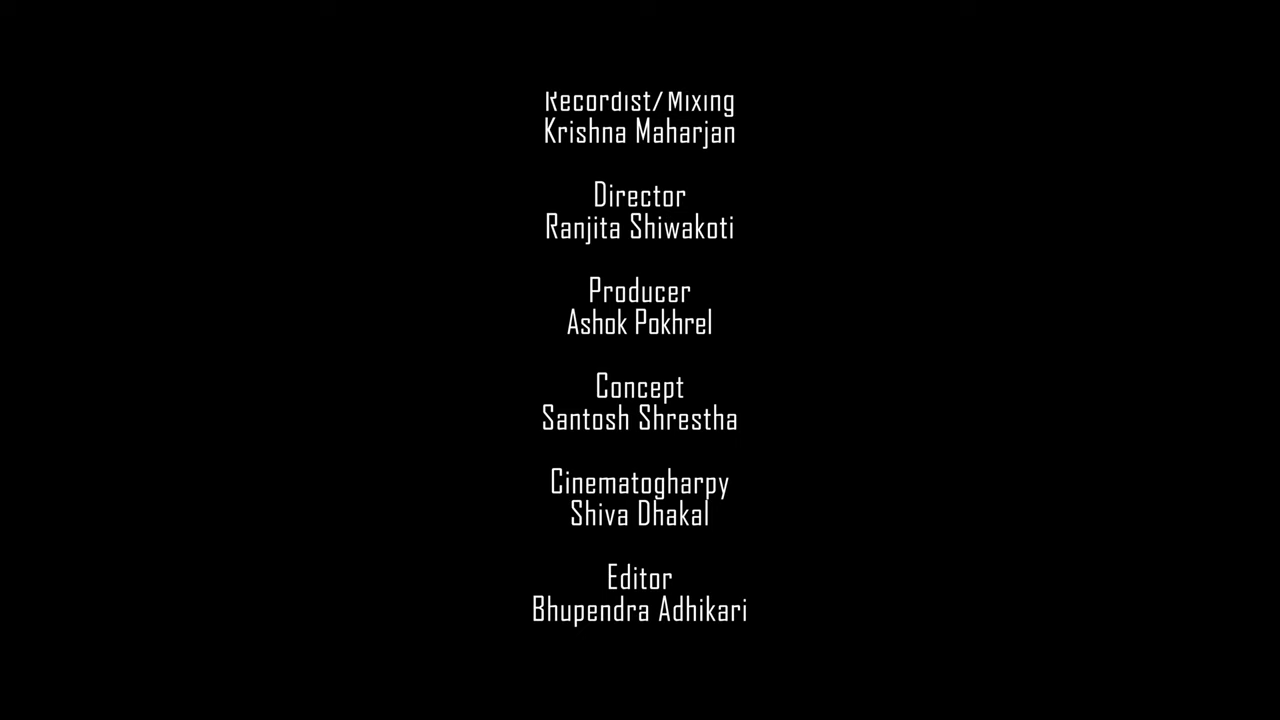 Recordist/Mixing
Krishna Maharjan
Director
Ranjita Shiwakoti
Producer
Ashok Pokhrel
Concept
Santosh Shrestha
Cinematogharpy
Shiva Dhakal
Editor
Bhupendra Adhikari